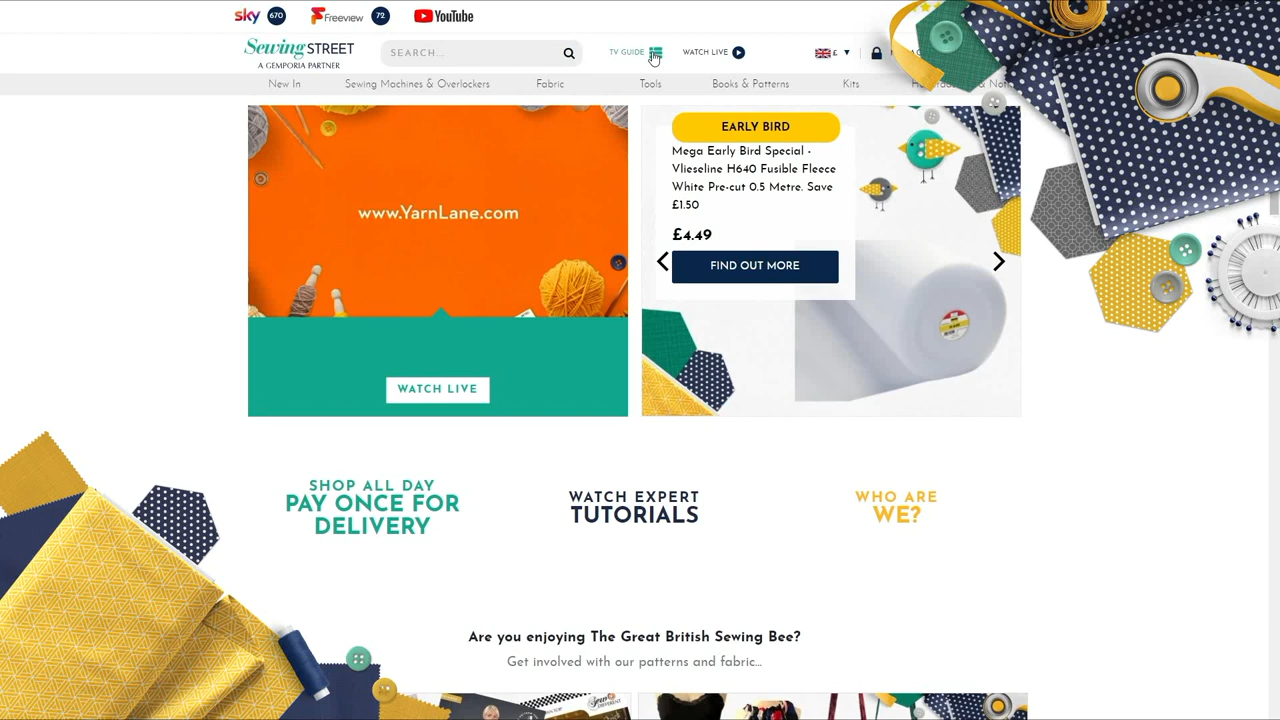 sky 670 Freeview 72 YouTube
Sewing STREET
A GEMPORIA PARTNER
SEARCH...
TV GUIDE
WATCH LIVE
£
New In
Sewing Machines & Overlockers
Fabric
Tools
Books & Patterns
Kits
www.YarnLane.com
WATCH LIVE
EARLY BIRD
Mega Early Bird Special -
Vlieseline H640 Fusible Fleece
White Pre-cut 0.5 Metre. Save
£1.50
£4.49
FIND OUT MORE
SHOP ALL DAY
PAY ONCE FOR
DELIVERY
WATCH EXPERT
TUTORIALS
WHO ARE
WE?
Are you enjoying The Great British Sewing Bee?
Get involved with our patterns and fabric...